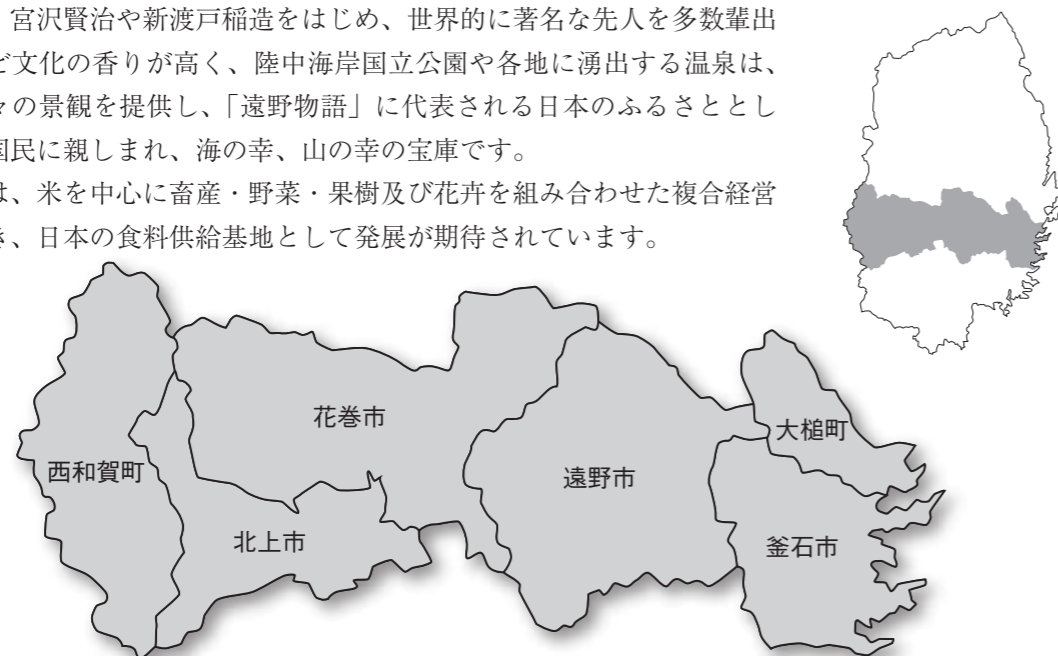 宮沢賢治や新渡戸稲造をはじめ、世界的に著名な先人を多数輩出
文化の香りが高く、陸中海岸国立公園や各地に湧出する温泉は、
の景観を提供し、「遠野物語」に代表される日本のふるさととし
国民に親しまれ、海の幸、山の幸の宝庫です。
は、米を中心に畜産・野菜・果樹及び花卉を組み合わせた複合経営
、日本の食料供給基地として発展が期待されています。
花巻市
大槌町
西和賀町
遠野市
北上市
釜石市